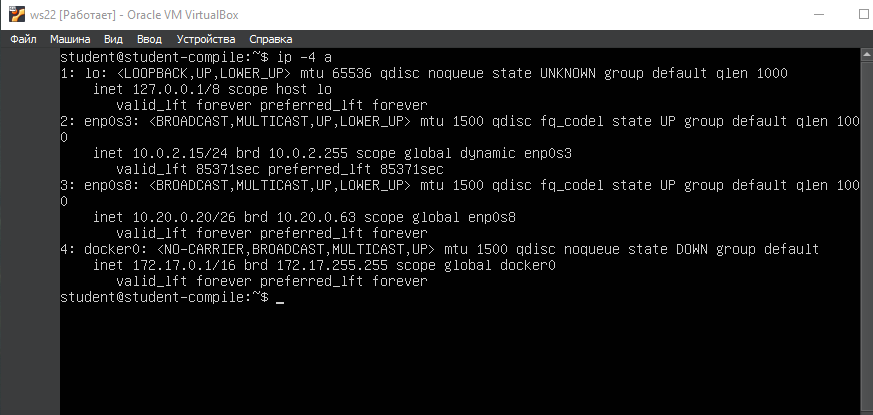 ws22 [Работает] - Oracle VM VirtualBox
Файл Машина Вид Ввод Устройства Справка
student@student-compile:~$ ip -4 a
1: lo: <LOOPBACK,UP,LOWER_UP> mtu 65536 qdisc noqueue state UNKNOWN group default qlen 1000
    inet 127.0.0.1/8 scope host lo
       valid_lft forever preferred_lft forever
2: enp0s3: <BROADCAST,MULTICAST,UP,LOWER_UP> mtu 1500 qdisc fq_codel state UP group default qlen 100
0
    inet 10.0.2.15/24 brd 10.0.2.255 scope global dynamic enp0s3
       valid_lft 85371sec preferred_lft 85371sec
3: enp0s8: <BROADCAST,MULTICAST,UP,LOWER_UP> mtu 1500 qdisc fq_codel state UP group default qlen 100
0
    inet 10.20.0.20/26 brd 10.20.0.63 scope global enp0s8
       valid_lft forever preferred_lft forever
4: docker0: <NO-CARRIER,BROADCAST,MULTICAST,UP> mtu 1500 qdisc noqueue state DOWN group default
    inet 172.17.0.1/16 brd 172.17.255.255 scope global docker0
       valid_lft forever preferred_lft forever
student@student-compile:~$ _